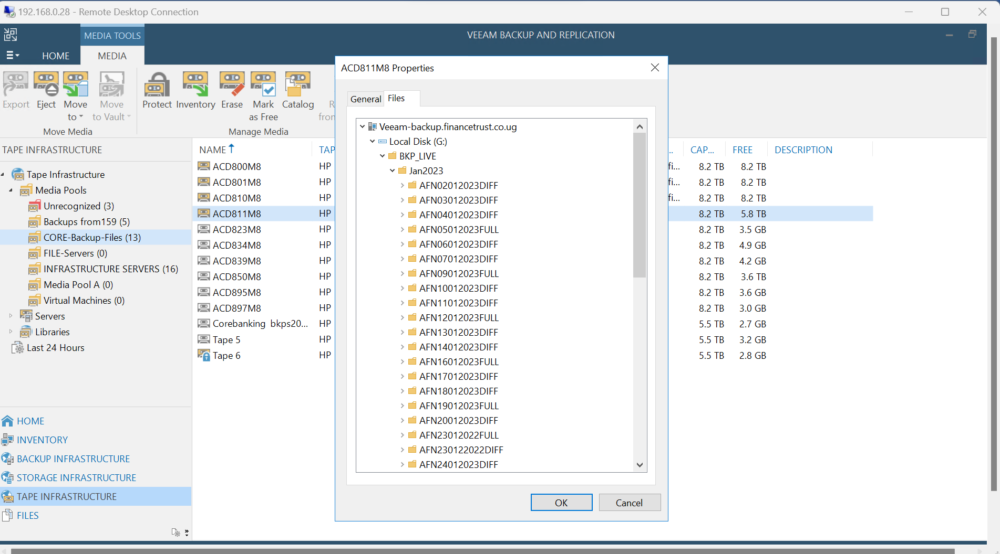 192.168.0.28 - Remote Desktop Connection
MEDIA TOOLS
VEEAM BACKUP AND REPLICATION
HOME
MEDIA
Export
Eject
Move to
Move to Vault
Protect
Inventory
Erase
Mark as Free
Catalog
R
from
Move Media
Manage Media
TAPE INFRASTRUCTURE
Tape Infrastructure
Media Pools
Unrecognized (3)
Backups from159 (5)
CORE-Backup-Files (13)
FILE-Servers (0)
INFRASTRUCTURE SERVERS (16)
Media Pool A (0)
Virtual Machines (0)
Servers
Libraries
Last 24 Hours
HOME
INVENTORY
BACKUP INFRASTRUCTURE
STORAGE INFRASTRUCTURE
TAPE INFRASTRUCTURE
FILES
NAME TAP ... CAP... FREE DESCRIPTION
ACD800M8 HP fi... 8.2 TB 8.2 TB
ACD801M8 HP fi... 8.2 TB 8.2 TB
ACD810M8 HP fi... 8.2 TB 8.2 TB
ACD811M8 HP 8.2 TB 5.8 TB
ACD823M8 HP 8.2 TB 3.5 GB
ACD834M8 HP 8.2 TB 4.9 GB
ACD839M8 HP 8.2 TB 4.2 GB
ACD850M8 HP 8.2 TB 3.6 TB
ACD895M8 HP 8.2 TB 3.6 GB
ACD897M8 HP 8.2 TB 3.0 GB
Corebanking bkps20... HP 5.5 TB 2.7 GB
Tape 5 HP 5.5 TB 3.2 GB
Tape 6 HP 5.5 TB 2.8 GB
ACD811M8 Properties
General
Files
Veeam-backup.financetrust.co.ug
Local Disk (G:)
BKP_LIVE
Jan2023
AFN02012023DIFF
AFN03012023DIFF
AFN04012023DIFF
AFN05012023FULL
AFN06012023DIFF
AFN07012023DIFF
AFN09012023FULL
AFN10012023DIFF
AFN11012023DIFF
AFN12012023FULL
AFN13012023DIFF
AFN14012023DIFF
AFN16012023FULL
AFN17012023DIFF
AFN18012023DIFF
AFN19012023FULL
AFN20012023DIFF
AFN23012022FULL
AFN230122022DIFF
AFN24012023DIFF
OK
Cancel